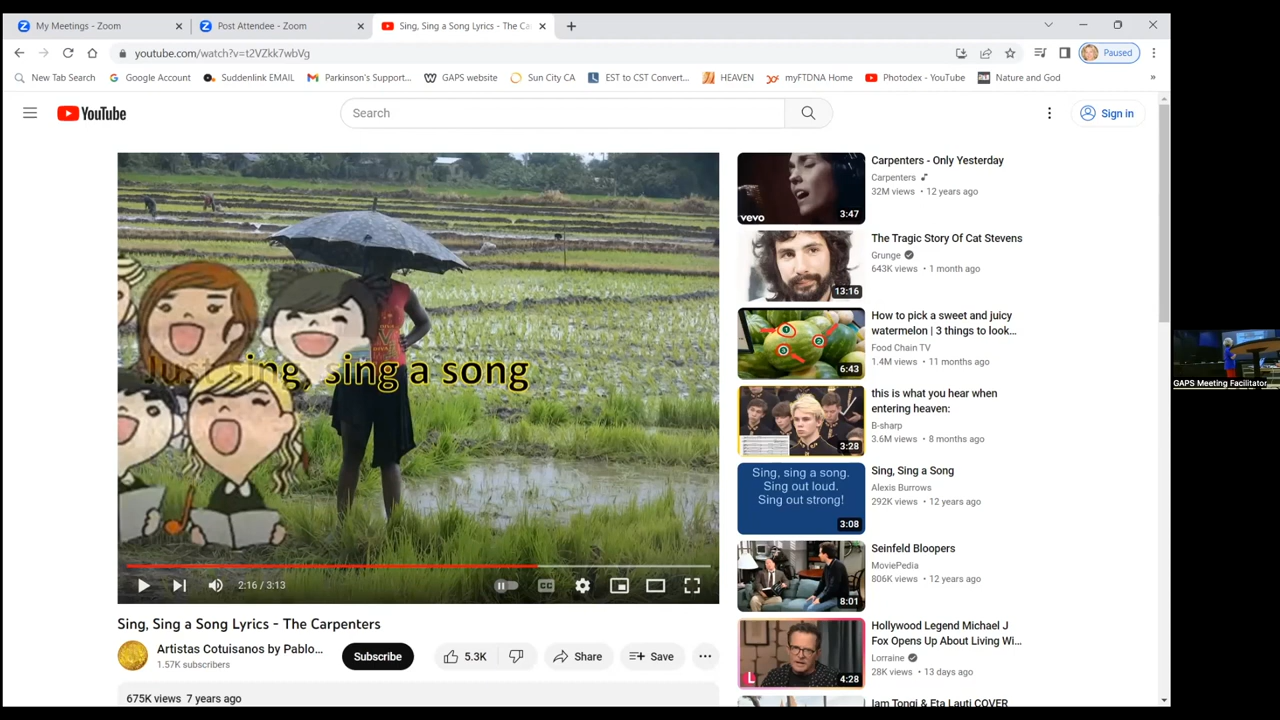 My Meetings - Zoom
Post Attendee - Zoom
Sing, Sing a Song Lyrics - The Ca
youtube.com/watch?v=t2VZkk7wbVg
Paused
New Tab Search
Google Account
Suddenlink EMAIL
Parkinson's Support...
GAPS website
Sun City CA
EST to CST Convert...
HEAVEN
myFTDNA Home
Photodex - YouTube
Nature and God
»
YouTube
Search
Sign in
Just sing, sing a song
2:16 / 3:13
CC
Sing, Sing a Song Lyrics - The Carpenters
Artistas Cotuisanos by Pablo...
1.57K subscribers
Subscribe
5.3K
Share
Save
675K views 7 years ago
vevo
3:47
Carpenters - Only Yesterday
Carpenters
32M views • 12 years ago
13:16
The Tragic Story Of Cat Stevens
Grunge
643K views • 1 month ago
1
2
3
6:43
How to pick a sweet and juicy
watermelon | 3 things to look...
Food Chain TV
1.4M views • 11 months ago
3:28
this is what you hear when
entering heaven:
B-sharp
3.6M views • 8 months ago
Sing, sing a song.
Sing out loud.
Sing out strong!
3:08
Sing, Sing a Song
Alexis Burrows
292K views • 12 years ago
8:01
Seinfeld Bloopers
MoviePedia
806K views • 12 years ago
L
4:28
Hollywood Legend Michael J
Fox Opens Up About Living Wi...
Lorraine
28K views • 13 days ago
Iam Tongi & Eta Lauti COVER
GAPS Meeting Facilitator